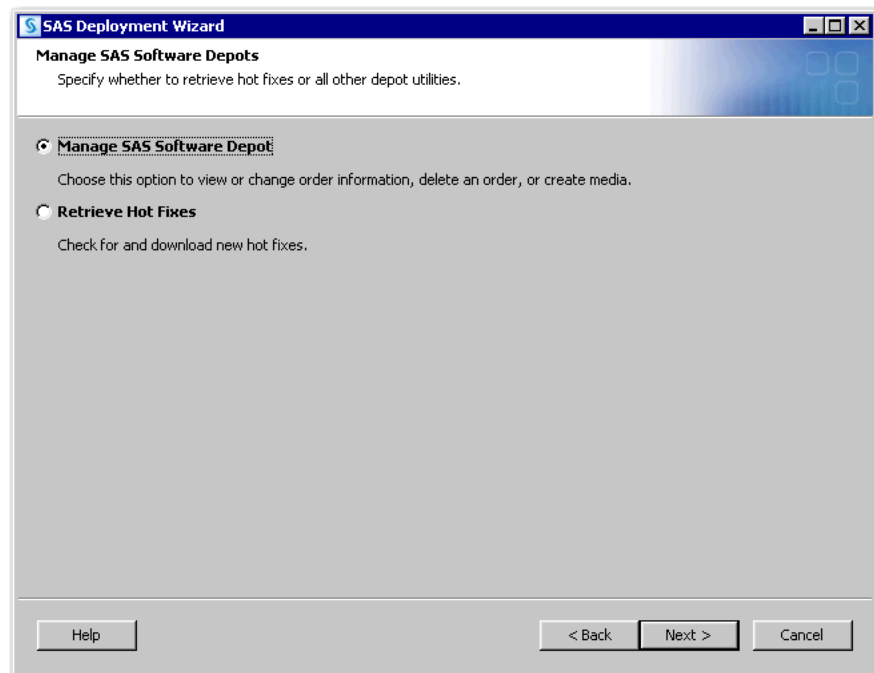 SAS Deployment Wizard
Manage SAS Software Depots
Specify whether to retrieve hot fixes or all other depot utilities.
Manage SAS Software Depot
Choose this option to view or change order information, delete an order, or create media.
Retrieve Hot Fixes
Check for and download new hot fixes.
Help
< Back
Next >
Cancel